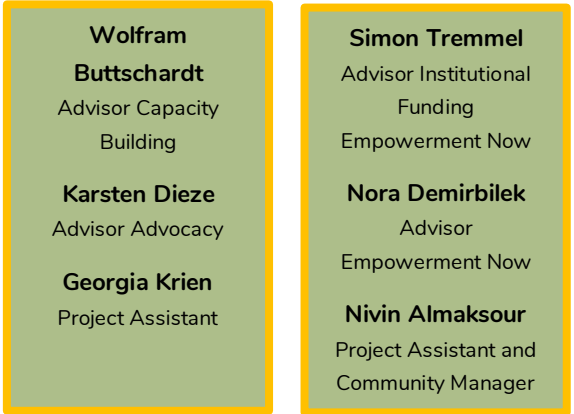 Wolfram
Buttschardt
Advisor Capacity
Building
Karsten Dieze
Advisor Advocacy
Georgia Krien
Project Assistant
Simon Tremmel
Advisor Institutional
Funding
Empowerment Now
Nora Demirbilek
Advisor
Empowerment Now
Nivin Almaksour
Project Assistant and
Community Manager